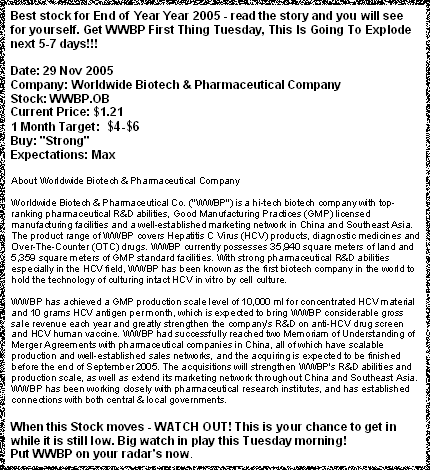 Best stock for End of Year Year 2005 - read the story and you will see
for yourself. Get WWBP First Thing Tuesday, This Is Going To Explode
next 5-7 days!!!
Date: 29 Nov 2005
Company: Worldwide Biotech & Pharmaceutical Company
Stock: WWBP.OB
Current Price: $1.21
1 Month Target: $4-$6
Buy: "Strong"
Expectations: Max
About Worldwide Biotech & Pharmaceutical Company
Worldwide Biotech & Pharmaceutical Co. ("WWBP") is a hi-tech biotech company with top-
ranking pharmaceutical R&D abilities, Good Manufacturing Practices (GMP) licensed
manufacturing facilities and a well-established marketing network in China and Southeast Asia.
The product range of WWBP covers Hepatitis C Virus (HCV) products, diagnostic medicines and
Over-The-Counter (OTC) drugs. WWBP currently possesses 35,940 square meters of land and
5,359 square meters of GMP standard facilities. With strong pharmaceutical R&D abilities
especially in the HCV field, WWBP has been known as the first biotech company in the world to
hold the technology of culturing intact HCV in vitro by cell culture.
WWBP has achieved a GMP production scale level of 10,000 ml for concentrated HCV material
and 10 grams HCV antigen permonth, which is expected to bring WWBP considerable gross
sale revenue each year and greatly strengthen the company's R&D on anti-HCV drug screen
and HCV human vaccine. WWBP had successfully reached two Memoriam of Understanding of
Merger Agreements with pharmaceutical companies in China, all of which have scalable
production and well-established sales networks, and the acquiring is expected to be finished
before the end of September 2005. The acquisitions will strengthen WWBP's R&D abilities and
production scale, as well as extend its marketing network throughout China and Southeast Asia.
WWBP has been working closely with pharmaceutical research institutes, and has established
connections with both central & local governments.
When this Stock moves - WATCH OUT! This is your chance to get in
while it is still low. Big watch in play this Tuesday morning!
Put WWBP on your radar's now.